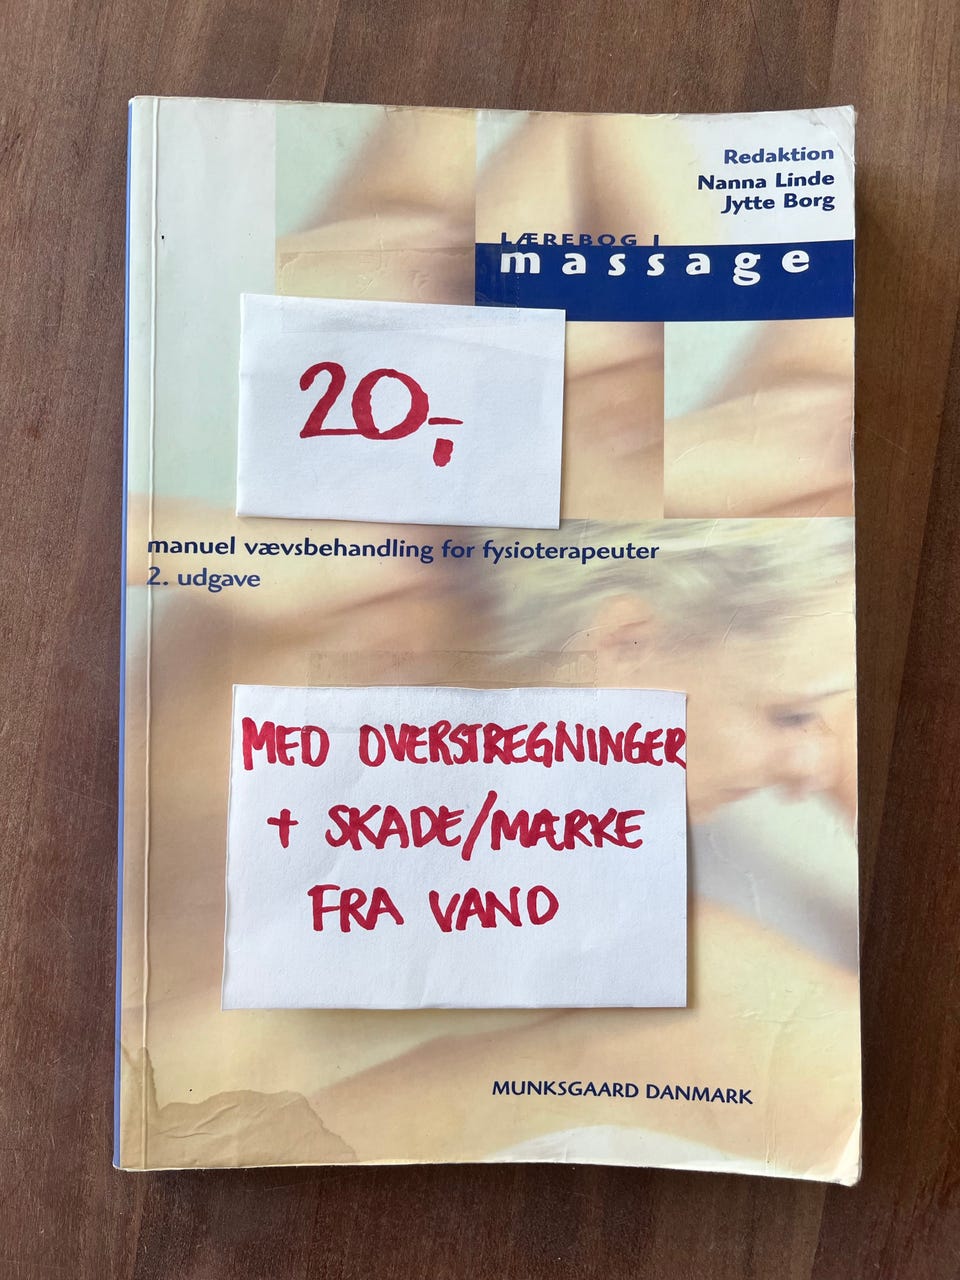 Redaktion
Nanna Linde
Jytte Borg
LÆREBOG I
massage
20,-
manuel vævsbehandling for fysioterapeuter
2. udgave
MED OVERSTREGNINGER
+ SKADE/MÆRKE
FRA VAND
MUNKSGAARD DANMARK